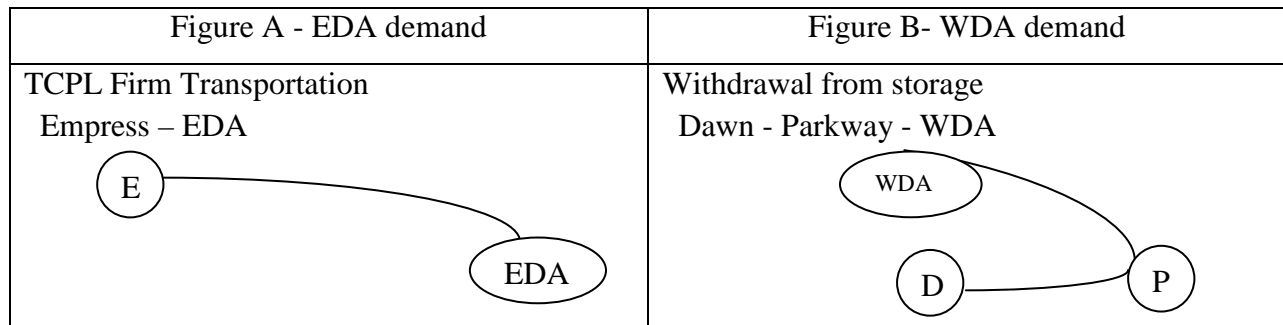 Figure A - EDA demand
Figure B- WDA demand
TCPL Firm Transportation
Empress – EDA
E
EDA
Withdrawal from storage
Dawn - Parkway - WDA
WDA
D
P